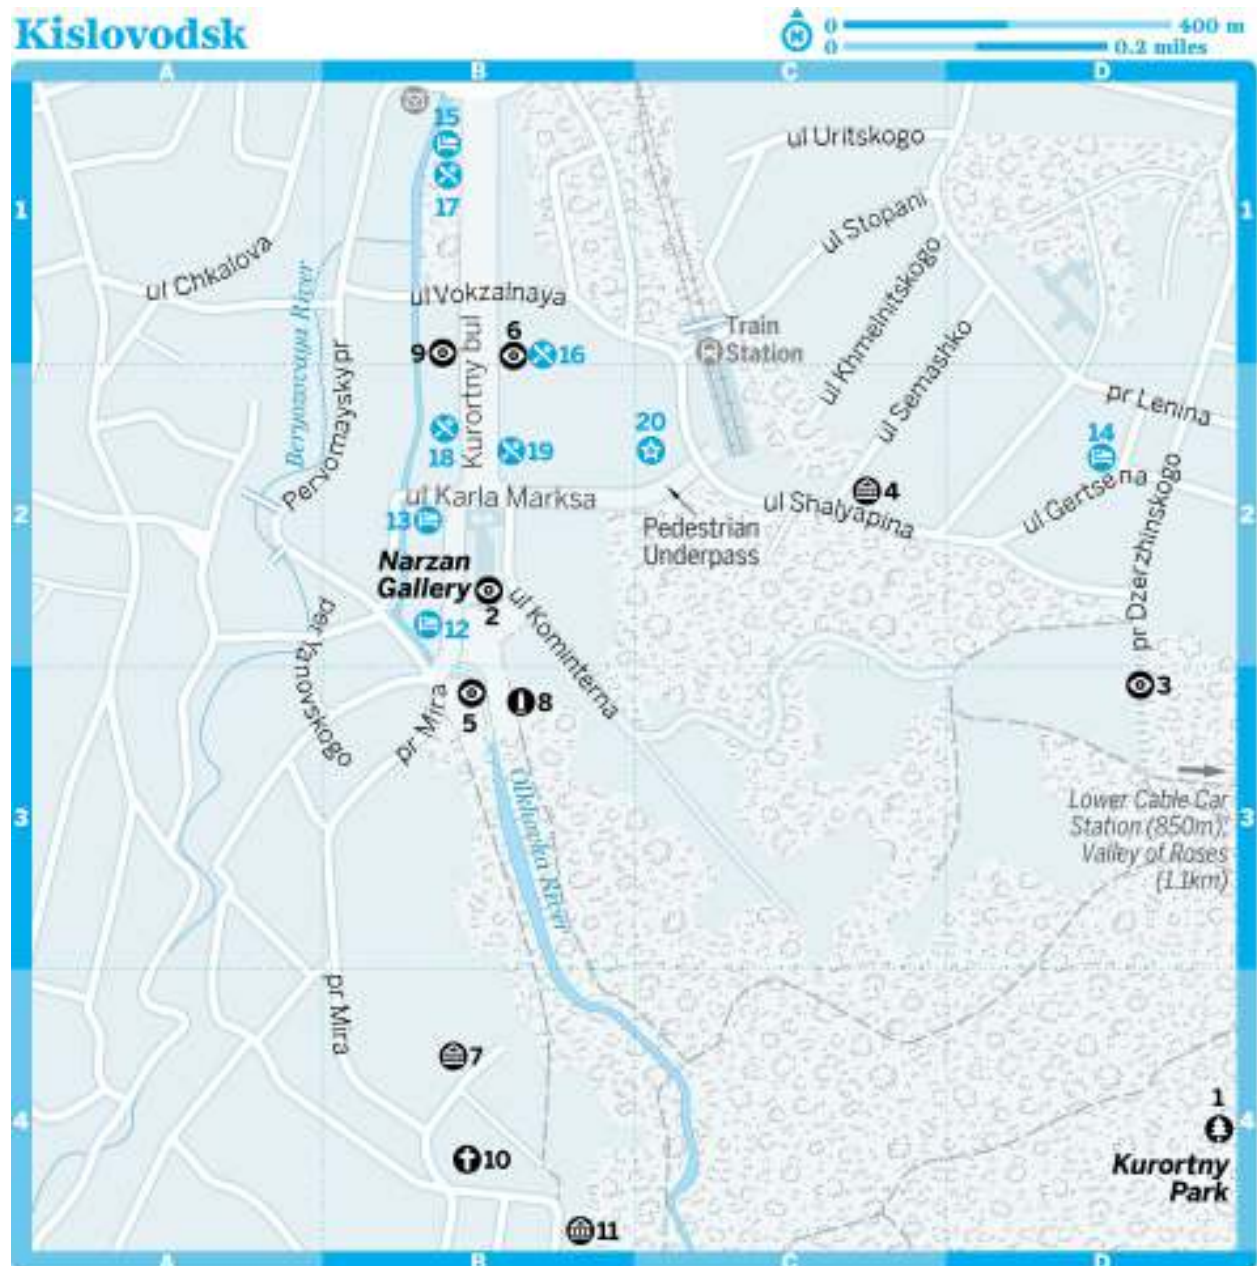 Kislovodsk
0 400 m
0 0.2 miles
N
A B C D
15
17
1
1
ul Uritskogo
ul Stopani
ul Chkalova
Beryozovaya River
ul Vokzalnaya
ul Khmelnitskogo
ul Semashko
Train
Station
9
6
16
Kurortny bul
Pervomaysky pr
pr Lenina
18
19
20
14
4
2
2
ul Karla Marksa
13
ul Shalyapina
ul Gertsena
pr Dzerzhinskogo
Pedestrian
Underpass
Narzan
Gallery
2
12
ul Kominterna
per Yanovskogo
pr Mira
5
8
3
Olkhovka River
3
3
Lower Cable Car
Station (850m);
Valley of Roses
(1.1km)
pr Mira
7
4
4
1
Kurortny
Park
10
11
A B C D